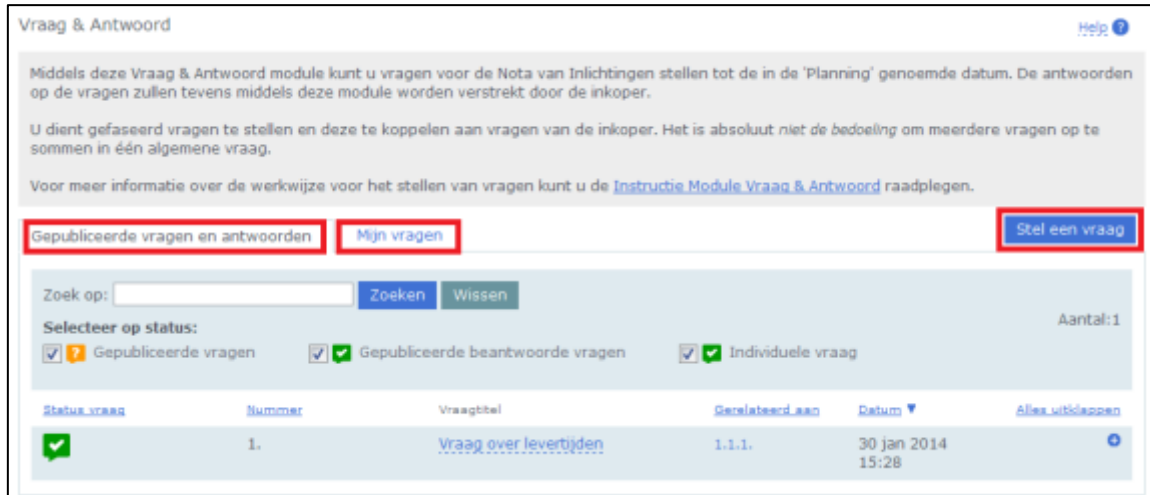 Vraag & Antwoord
Help ?
Middels deze Vraag & Antwoord module kunt u vragen voor de Nota van Inlichtingen stellen tot de in de 'Planning' genoemde datum. De antwoorden
op de vragen zullen tevens middels deze module worden verstrekt door de inkoper.
U dient gefaseerd vragen te stellen en deze te koppelen aan vragen van de inkoper. Het is absoluut niet de bedoeling om meerdere vragen op te
sommen in één algemene vraag.
Voor meer informatie over de werkwijze voor het stellen van vragen kunt u de Instructie Module Vraag & Antwoord raadplegen.
Gepubliceerde vragen en antwoorden Mijn vragen Stel een vraag
Zoek op: Zoeken Wissen
Aantal:1
Selecteer op status:
? Gepubliceerde vragen Gepubliceerde beantwoorde vragen Individuele vraag
Status vraag Nummer Vraagtitel Gerelateerd aan Datum ▼ Alles uitklappen
1. Vraag over levertijden 1.1.1. 30 jan 2014
15:28